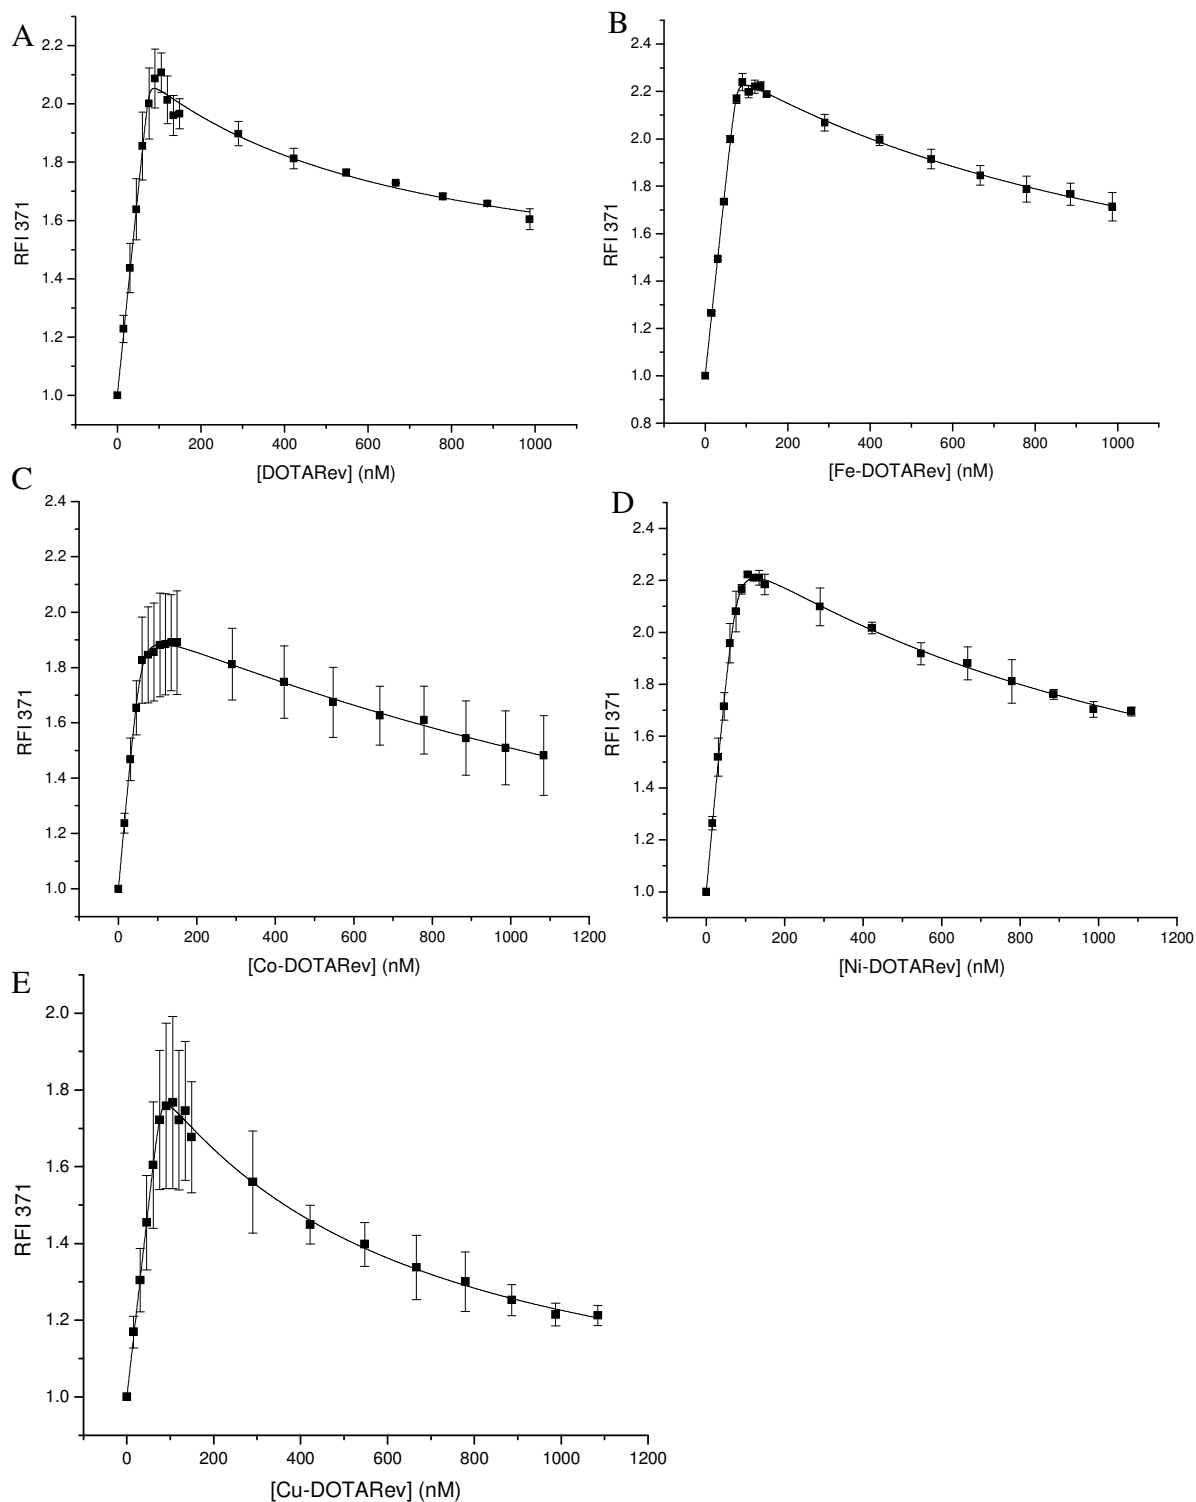 A
2.2
2.0
1.8
1.6
1.4
1.2
1.0
RFI 371
0 200 400 600 800 1000
[DOTARev] (nM)
B
2.4
2.2
2.0
1.8
1.6
1.4
1.2
1.0
0.8
RFI 371
0 200 400 600 800 1000
[Fe-DOTARev] (nM)
C
2.4
2.2
2.0
1.8
1.6
1.4
1.2
1.0
RFI 371
0 200 400 600 800 1000 1200
[Co-DOTARev] (nM)
D
2.4
2.2
2.0
1.8
1.6
1.4
1.2
1.0
RFI 371
0 200 400 600 800 1000 1200
[Ni-DOTARev] (nM)
E
2.0
1.8
1.6
1.4
1.2
1.0
RFI 371
0 200 400 600 800 1000 1200
[Cu-DOTARev] (nM)